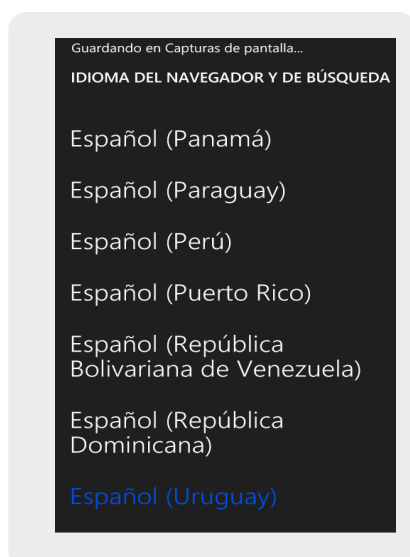 Guardando en Capturas de pantalla...
IDIOMA DEL NAVEGADOR Y DE BÚSQUEDA
Español (Panamá)
Español (Paraguay)
Español (Perú)
Español (Puerto Rico)
Español (República
Bolivariana de Venezuela)
Español (República
Dominicana)
Español (Uruguay)